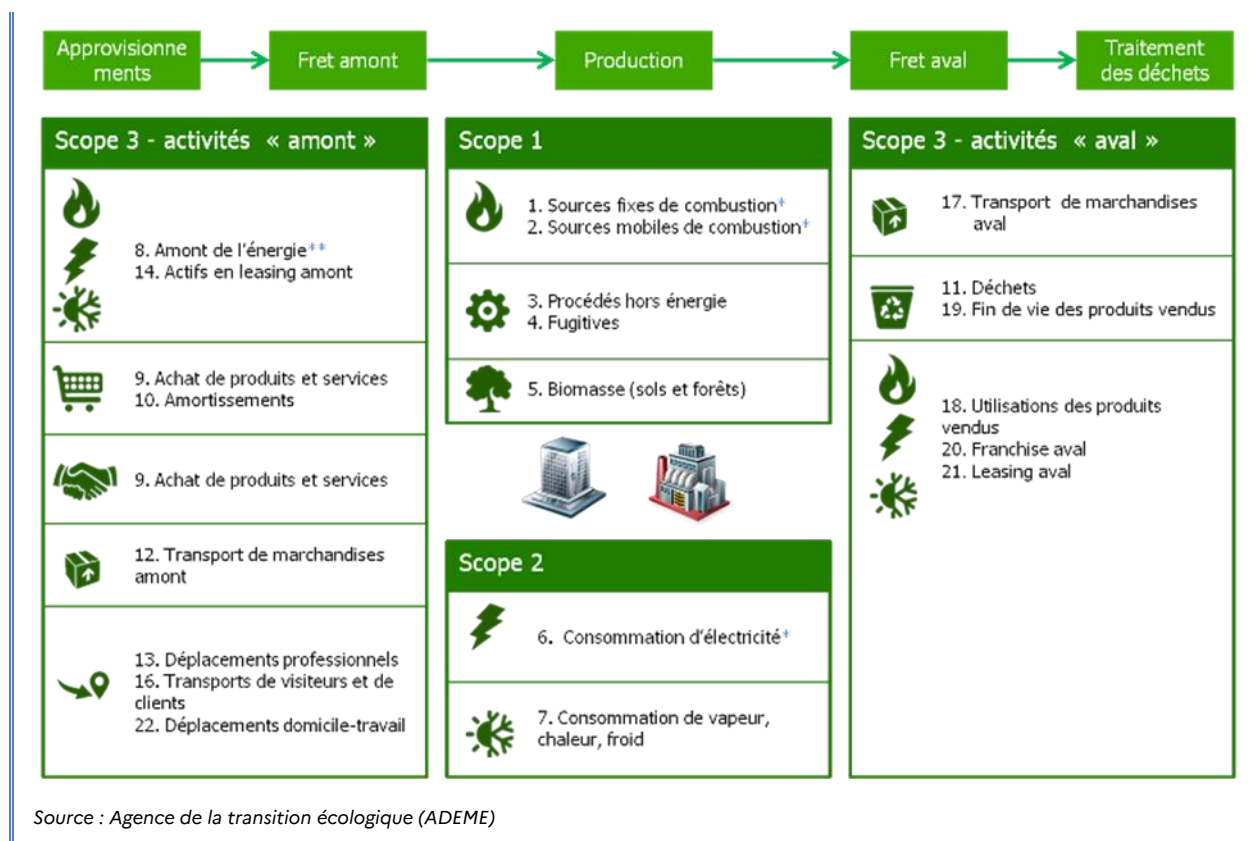 Approvisionne
ments
Fret amont
Production
Fret aval
Traitement
des déchets
Scope 3 - activités « amont »
8. Amont de l'énergie**
14. Actifs en leasing amont
9. Achat de produits et services
10. Amortissements
9. Achat de produits et services
12. Transport de marchandises
amont
13. Déplacements professionnels
16. Transports de visiteurs et de
clients
22. Déplacements domicile-travail
Scope 1
1. Sources fixes de combustion*
2. Sources mobiles de combustion*
3. Procédés hors énergie
4. Fugitives
5. Biomasse (sols et forêts)
Scope 2
6. Consommation d'électricité*
7. Consommation de vapeur,
chaleur, froid
Scope 3 - activités « aval »
17. Transport de marchandises
aval
11. Déchets
19. Fin de vie des produits vendus
18. Utilisations des produits
vendus
20. Franchise aval
21. Leasing aval
Source : Agence de la transition écologique (ADEME)